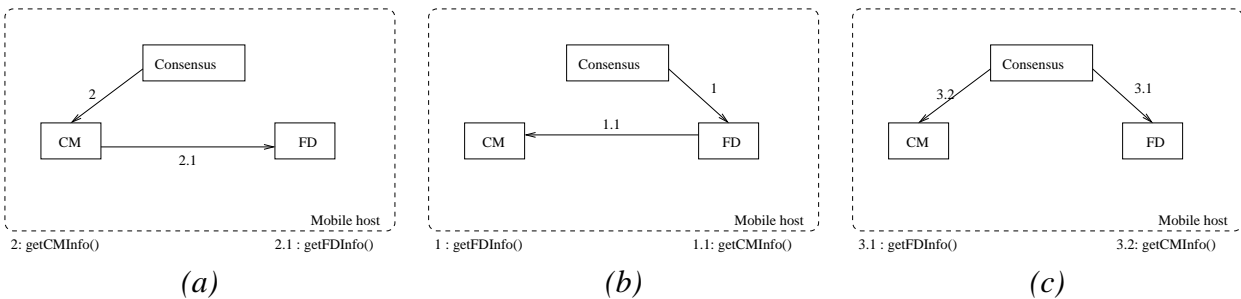 Consensus
2
CM
FD
2.1
Mobile host
2: getCMInfo()
2.1 : getFDInfo()
(a)
Consensus
1
1.1
CM
FD
Mobile host
1 : getFDInfo()
1.1: getCMInfo()
(b)
Consensus
3.2
3.1
CM
FD
Mobile host
3.1 : getFDInfo()
3.2: getCMInfo()
(c)